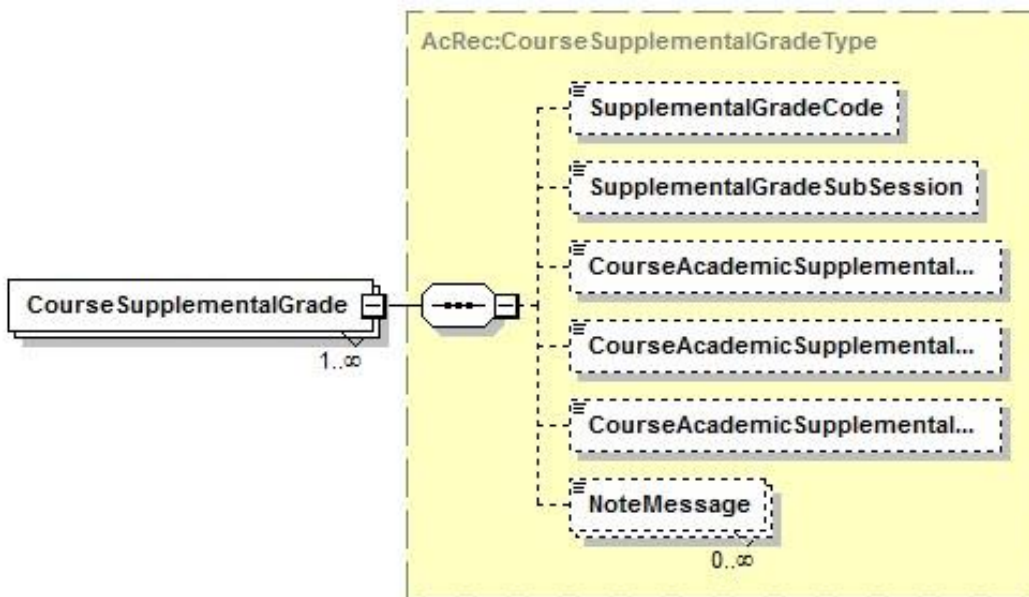 AcRec:CourseSupplementalGradeType
SupplementalGradeCode
SupplementalGradeSubSession
CourseAcademicSupplemental...
CourseSupplementalGrade
1..∞
CourseAcademicSupplemental...
CourseAcademicSupplemental...
NoteMessage
0..∞